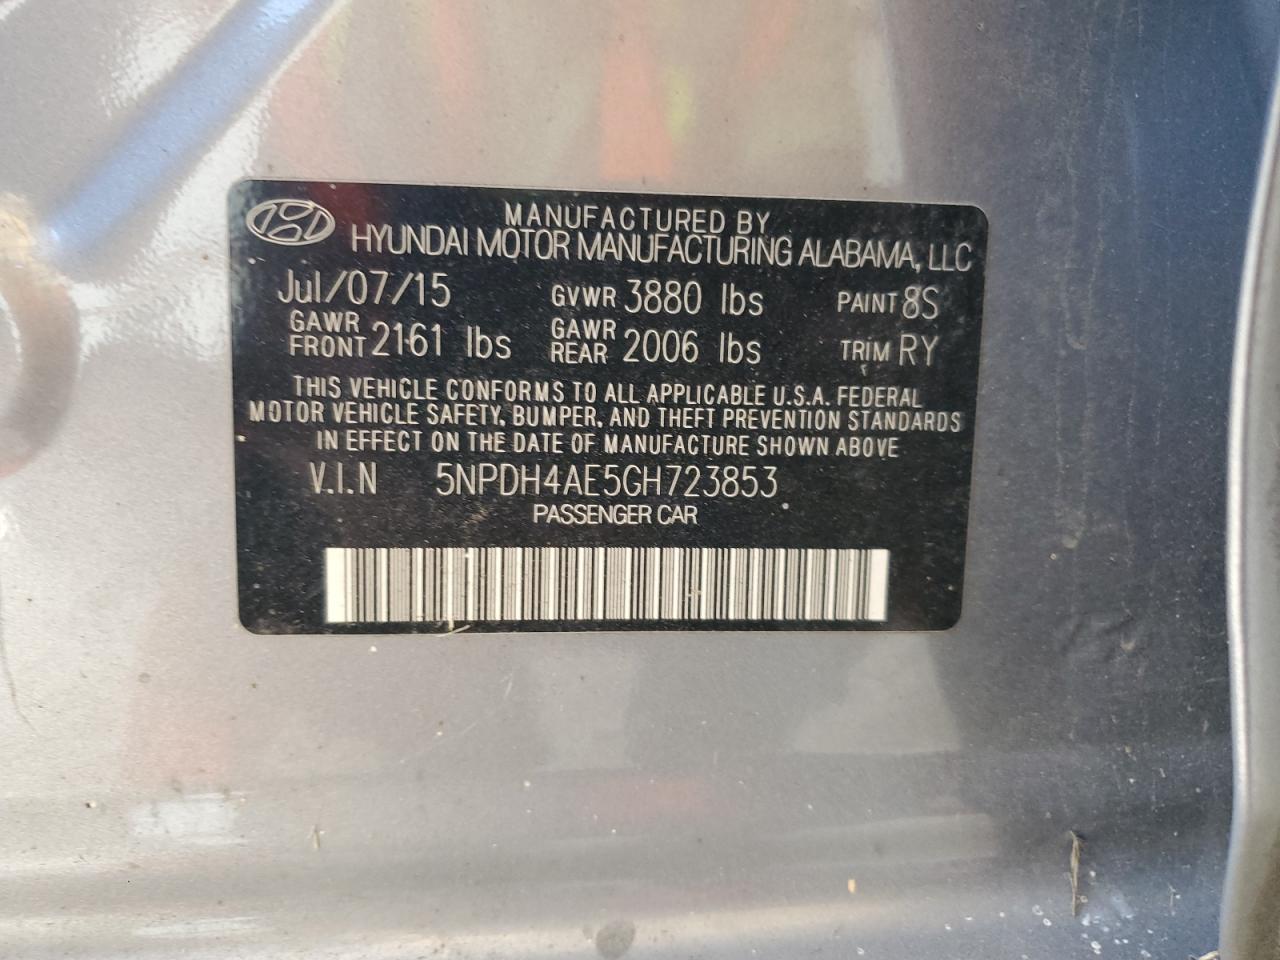 MANUFACTURED BY
HYUNDAI MOTOR MANUFACTURING ALABAMA, LLC
Jul/07/15 GVWR 3880 lbs PAINT 8S
GAWR FRONT 2161 lbs GAWR REAR 2006 lbs TRIM RY
THIS VEHICLE CONFORMS TO ALL APPLICABLE U.S.A. FEDERAL
MOTOR VEHICLE SAFETY, BUMPER, AND THEFT PREVENTION STANDARDS
IN EFFECT ON THE DATE OF MANUFACTURE SHOWN ABOVE
V.I.N 5NPDH4AE5GH723853
PASSENGER CAR